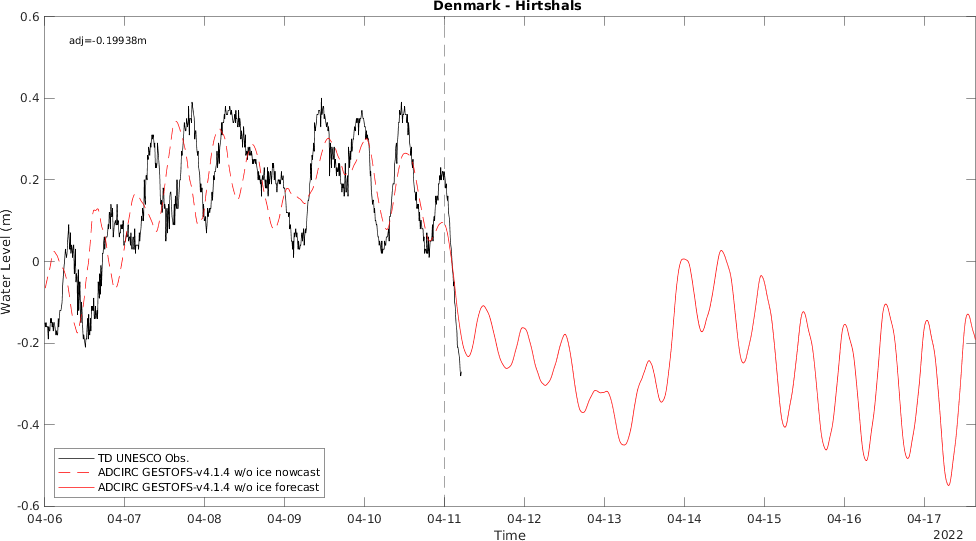 Denmark - Hirtshals
adj=-0.19938m
Water Level (m)
0.6
0.4
0.2
0
-0.2
-0.4
-0.6
TD UNESCO Obs.
ADCIRC GESTOFS-v4.1.4 w/o ice nowcast
ADCIRC GESTOFS-v4.1.4 w/o ice forecast
04-06 04-07 04-08 04-09 04-10 04-11 04-12 04-13 04-14 04-15 04-16 04-17
Time
2022